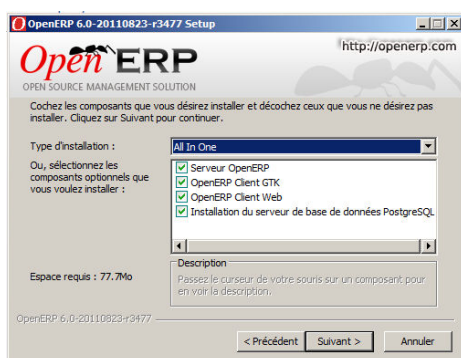 OpenERP 6.0-20110823-r3477 Setup
Open ERP
http://openerp.com
OPEN SOURCE MANAGEMENT SOLUTION
Cochez les composants que vous désirez installer et décochez ceux que vous ne désirez pas
installer. Cliquez sur Suivant pour continuer.
Type d'installation :
All In One
Ou, sélectionnez les
composants optionnels que
vous voulez installer :
Serveur OpenERP
OpenERP Client GTK
OpenERP Client Web
Installation du serveur de base de données PostgreSQL
Espace requis : 77.7Mo
Description
Passez le curseur de votre souris sur un composant pour
en voir la description.
OpenERP 6.0-20110823-r3477
< Précédent
Suivant >
Annuler